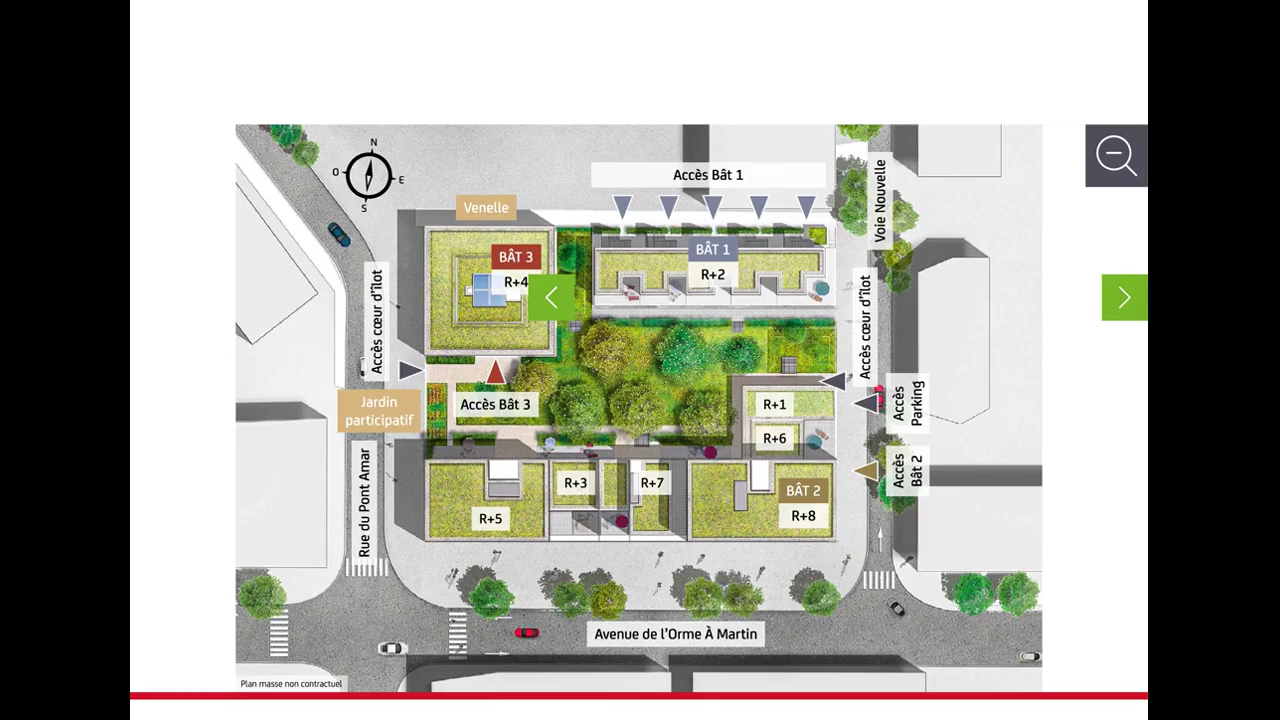 N
O
E
S
Accès Bât 1
Voie Nouvelle
Venelle
BÂT 3
R+4
BÂT 1
R+2
Accès cœur d'îlot
Accès cœur d'îlot
Accès Bât 3
Jardin
participatif
R+1
Accès
Parking
R+6
Accès
Bât 2
Rue du Pont Amar
R+3
R+7
BÂT 2
R+5
R+8
Avenue de l'Orme À Martin
Plan masse non contractuel